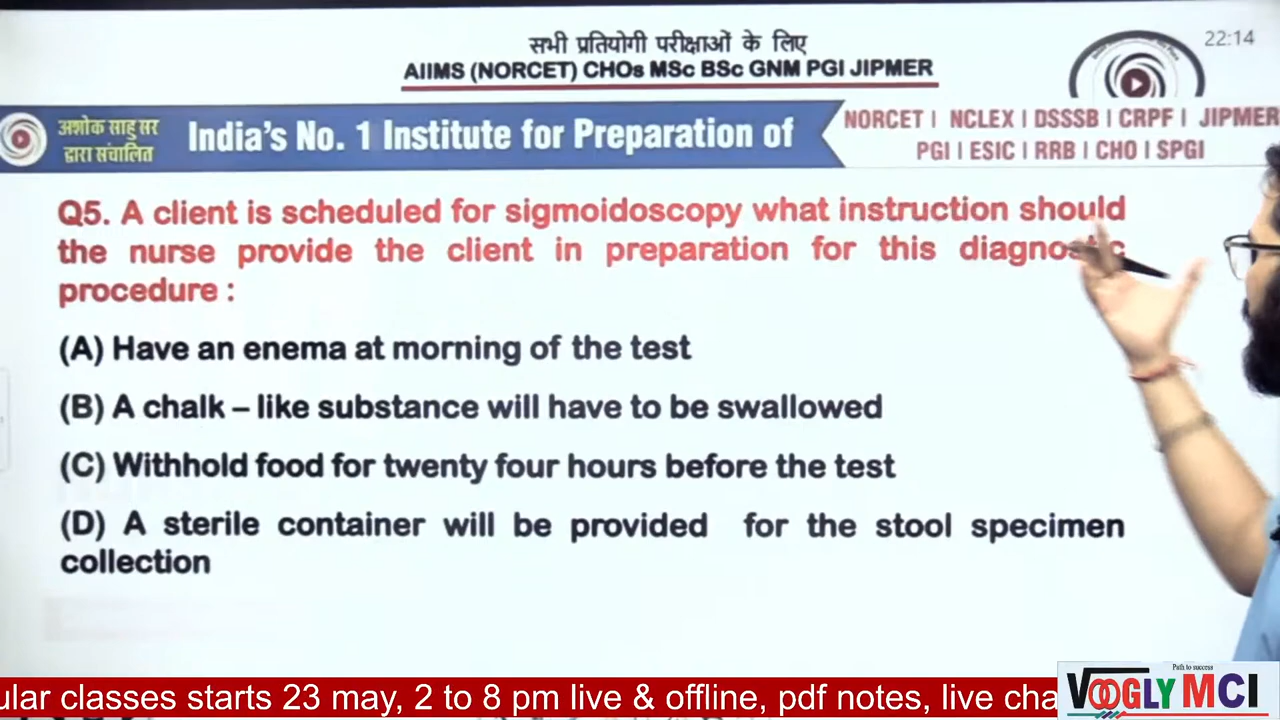 सभी प्रतियोगी परीक्षाओं के लिए
22:14
AIIMS (NORCET) CHOs MSc BSc GNM PGI JIPMER
अशोक साहु सर
द्वारा संचालित
India's No. 1 Institute for Preparation of
NORCET I NCLEX I DSSSB I CRPF I JIPMER
PGI I ESIC I RRB I CHO I SPGI
Q5. A client is scheduled for sigmoidoscopy what instruction should
the nurse provide the client in preparation for this diagnostic
procedure :
(A) Have an enema at morning of the test
(B) A chalk – like substance will have to be swallowed
(C) Withhold food for twenty four hours before the test
(D) A sterile container will be provided for the stool specimen
collection
ular classes starts 23 may, 2 to 8 pm live & offline, pdf notes, live cha
Path to success
VOOGLY MCI